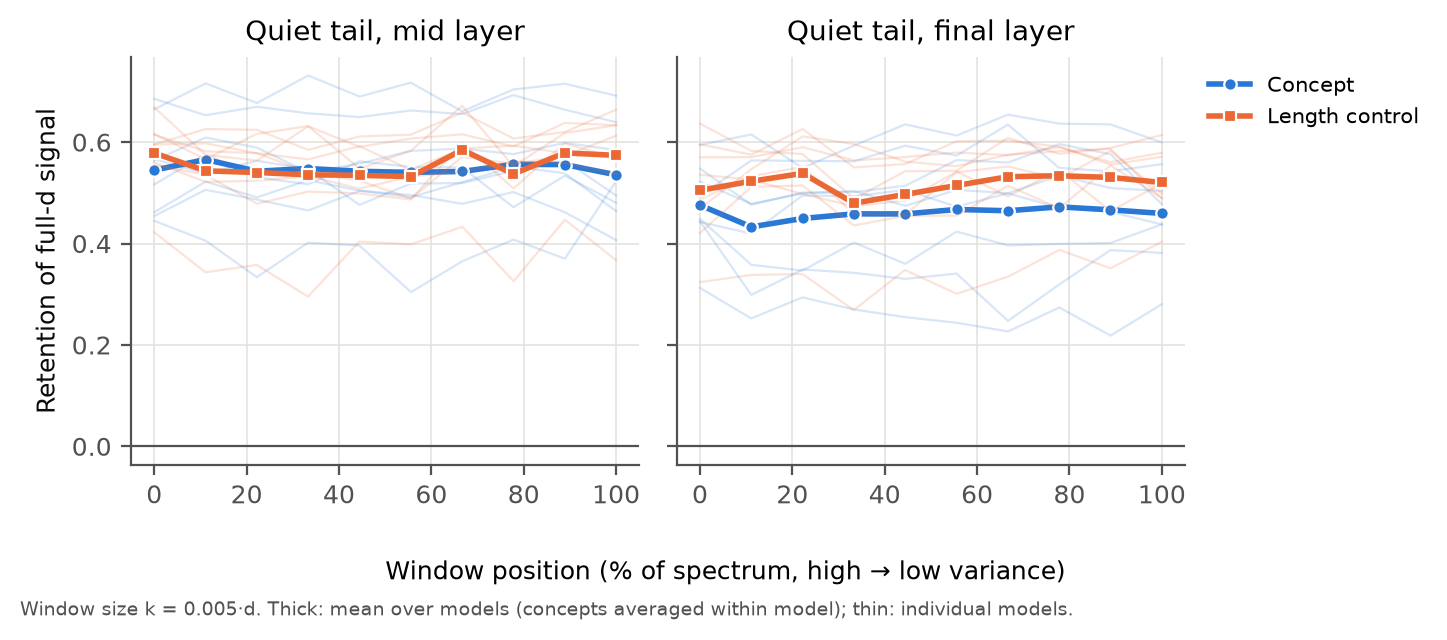 Quiet tail, mid layer
Quiet tail, final layer
Concept
Length control
Retention of full-d signal
0.6
0.4
0.2
0.0
0 20 40 60 80 100
0 20 40 60 80 100
Window position (% of spectrum, high → low variance)
Window size k = 0.005·d. Thick: mean over models (concepts averaged within model); thin: individual models.